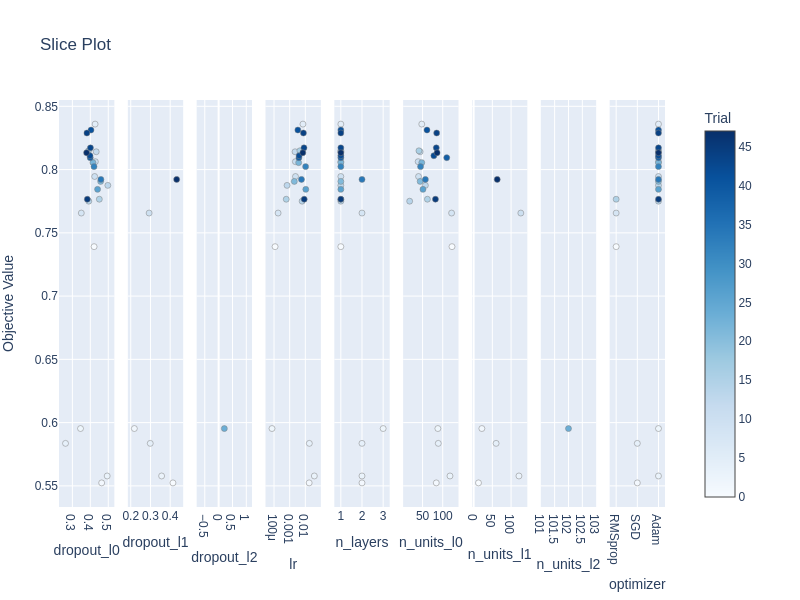 Slice Plot
Trial
Objective Value
0.85
0.8
0.75
0.7
0.65
0.6
0.55
0.3 0.4 0.5
dropout_l0
0.2 0.3 0.4
dropout_l1
−0.5 0 0.5 1
dropout_l2
100μ 0.001 0.01
lr
1 2 3
n_layers
50 100
n_units_l0
0 50 100
n_units_l1
101 101.5 102 102.5 103
n_units_l2
RMSprop SGD Adam
optimizer
45
40
35
30
25
20
15
10
5
0